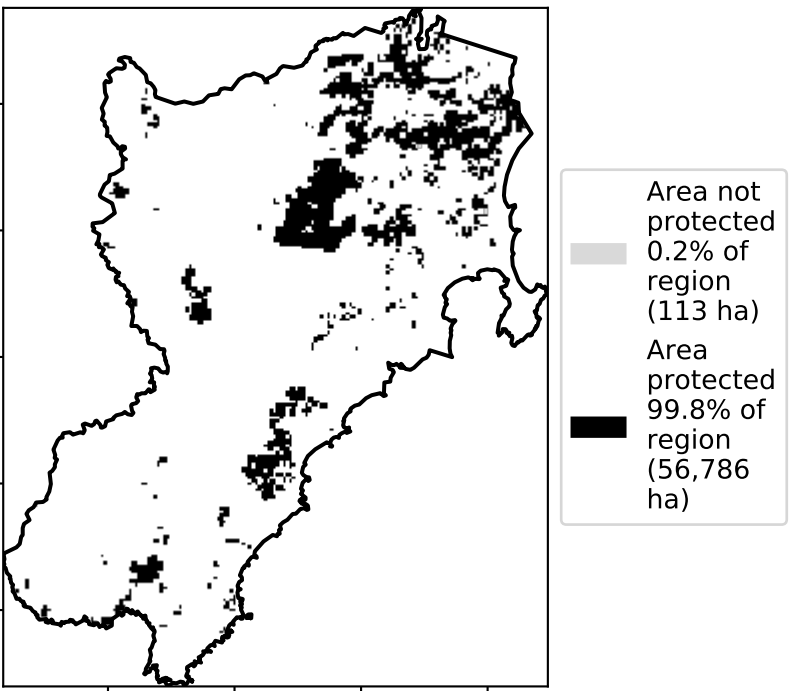 Area not
protected
0.2% of
region
(113 ha)
Area
protected
99.8% of
region
(56,786
ha)